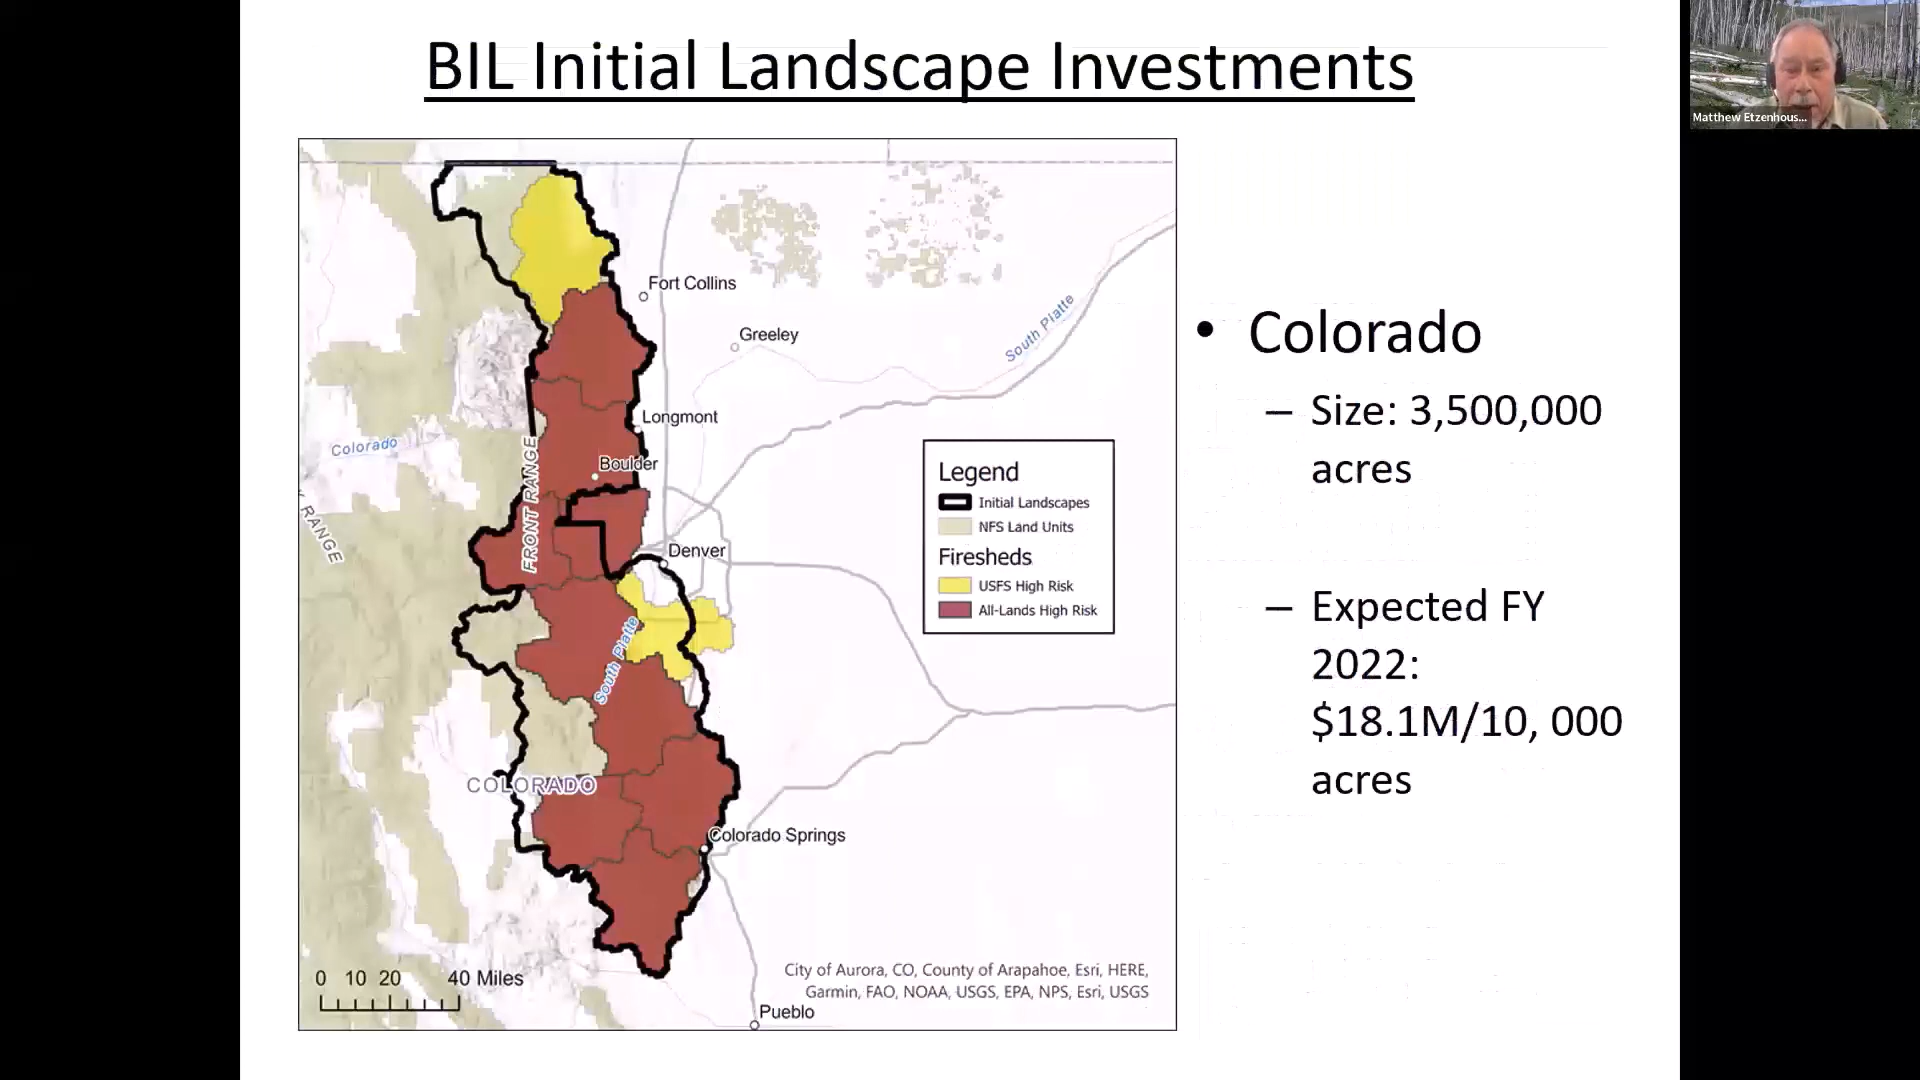 BIL Initial Landscape Investments
Matthew Etzenhous...
Fort Collins
Greeley
South Platte
Longmont
Colorado
Boulder
FRONT RANGE
RANGE
Denver
South Platte
COLORADO
Colorado Springs
Pueblo
Legend
Initial Landscapes
NFS Land Units
Firesheds
USFS High Risk
All-Lands High Risk
0 10 20 40 Miles
City of Aurora, CO, County of Arapahoe, Esri, HERE,
Garmin, FAO, NOAA, USGS, EPA, NPS, Esri, USGS
• Colorado
– Size: 3,500,000
acres
– Expected FY
2022:
$18.1M/10, 000
acres